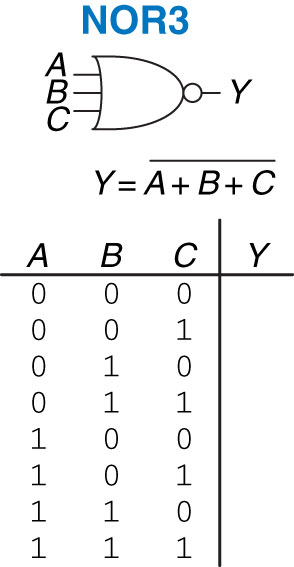 NOR3
A
B
C
Y
Y = A + B + C
A B C Y
0 0 0
0 0 1
0 1 0
0 1 1
1 0 0
1 0 1
1 1 0
1 1 1